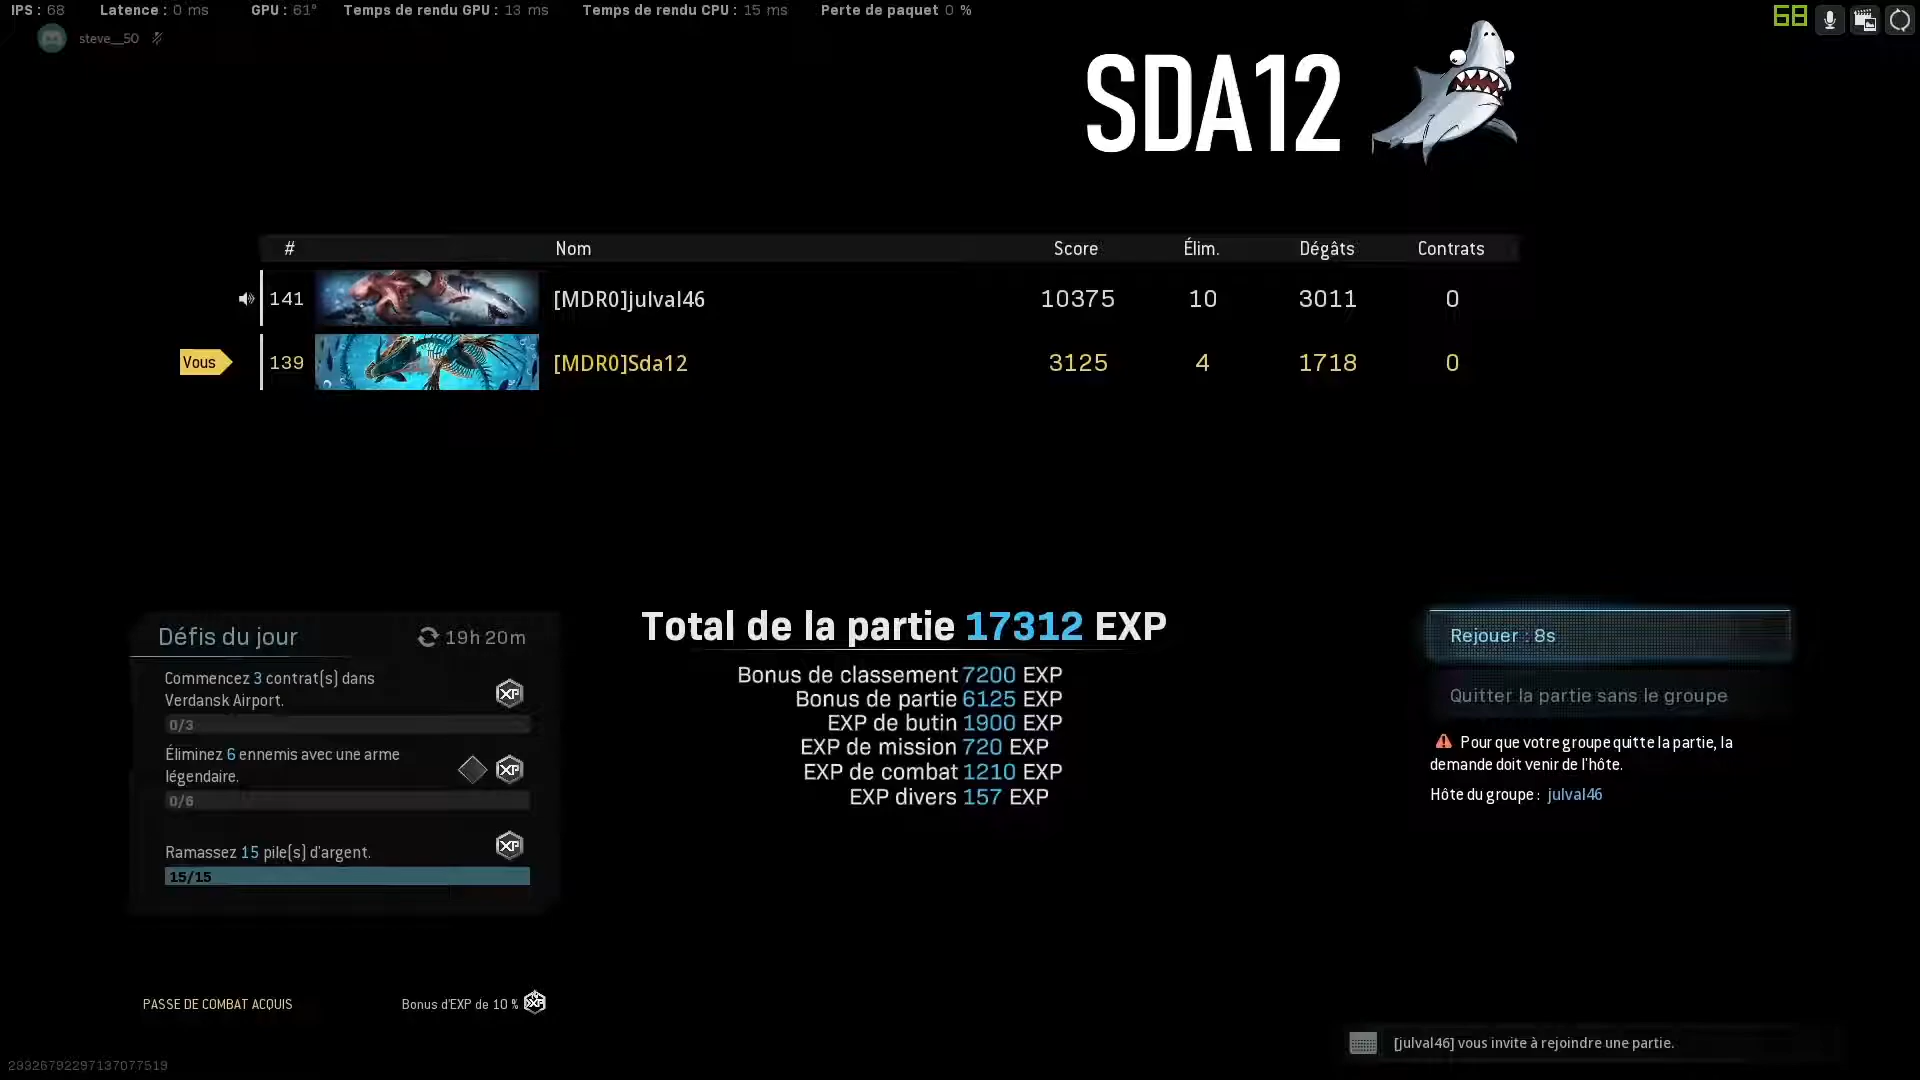 IPS : 68 Latence : 0 ms GPU : 61° Temps de rendu GPU : 13 ms Temps de rendu CPU : 15 ms Perte de paquet 0 %
68
steve__50
SDA12
# Nom Score Élim. Dégâts Contrats
141 [MDR0]julval46 10375 10 3011 0
Vous 139 [MDR0]Sda12 3125 4 1718 0
Défis du jour 19h 20m
Commencez 3 contrat(s) dans
Verdansk Airport.
XP
0/3
Éliminez 6 ennemis avec une arme
légendaire.
XP
0/6
Ramassez 15 pile(s) d'argent.
XP
15/15
PASSE DE COMBAT ACQUIS Bonus d'EXP de 10 %
Total de la partie 17312 EXP
Bonus de classement 7200 EXP
Bonus de partie 6125 EXP
EXP de butin 1900 EXP
EXP de mission 720 EXP
EXP de combat 1210 EXP
EXP divers 157 EXP
Rejouer : 8s
Quitter la partie sans le groupe
Pour que votre groupe quitte la partie, la
demande doit venir de l'hôte.
Hôte du groupe : julval46
[julval46] vous invite à rejoindre une partie.
29326792297137077519